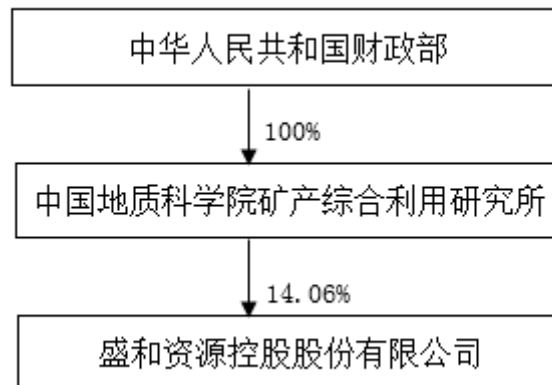 中华人民共和国财政部
100%
中国地质科学院矿产综合利用研究所
14.06%
盛和资源控股股份有限公司